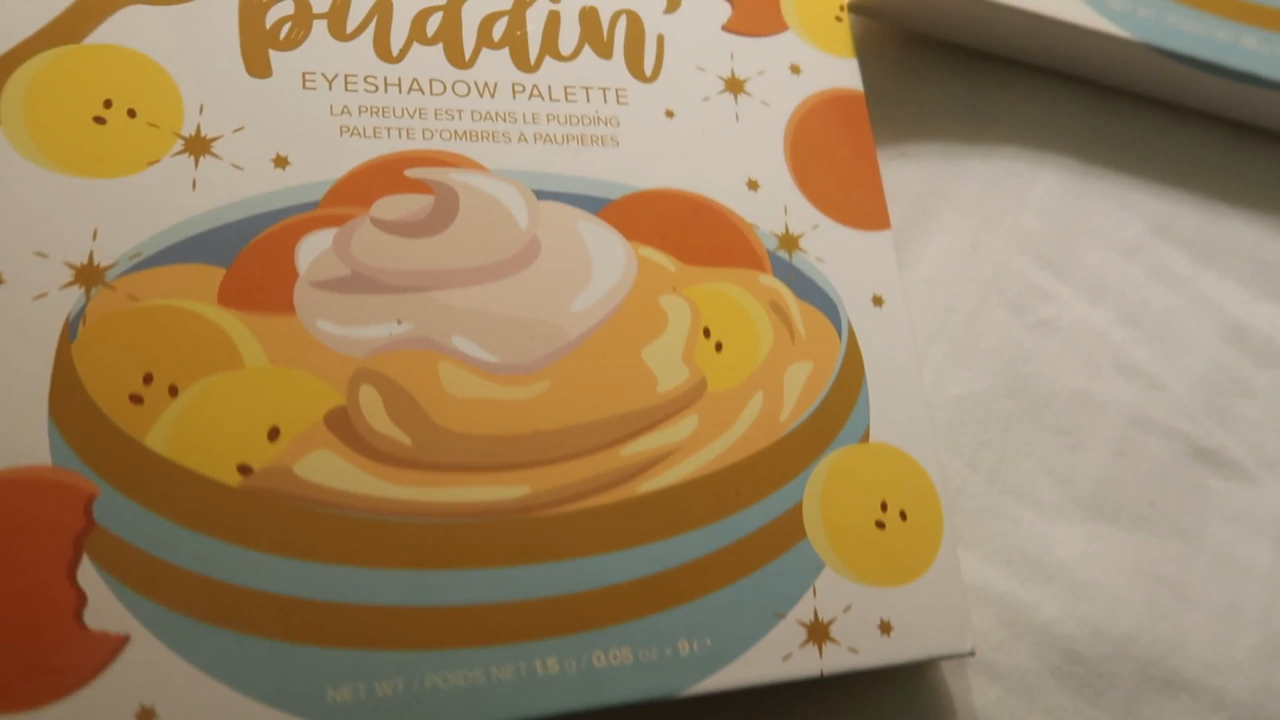 puddin'
EYESHADOW PALETTE
LA PREUVE EST DANS LE PUDDING
PALETTE D'OMBRES À PAUPIÈRES
NET WT / POIDS NET 1.5 g / 0.05 oz x 9 e